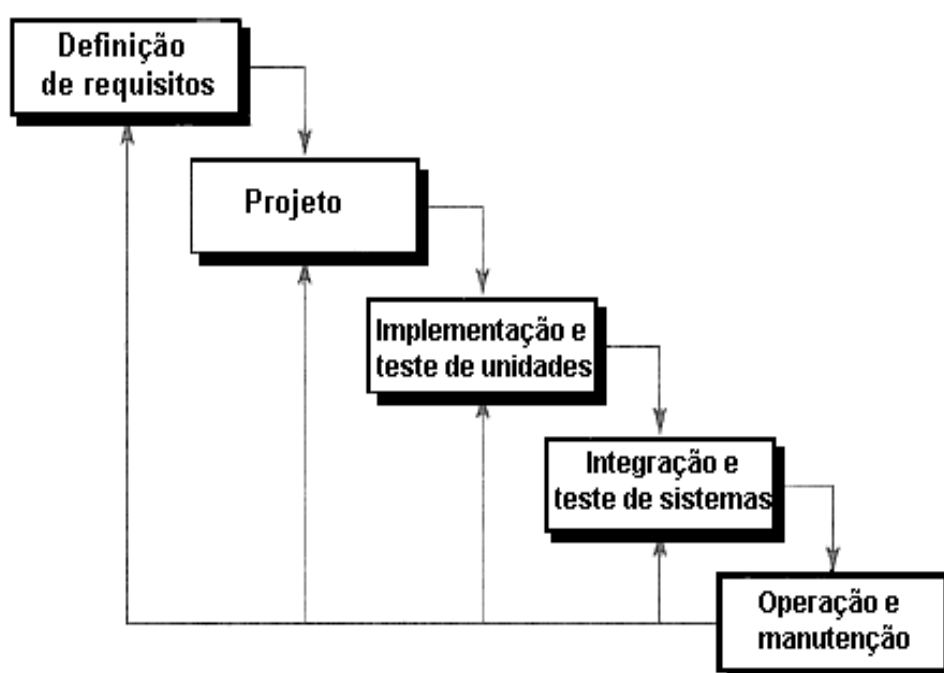 Definição
de requisitos
Projeto
Implementação e
teste de unidades
Integração e
teste de sistemas
Operação e
manutenção